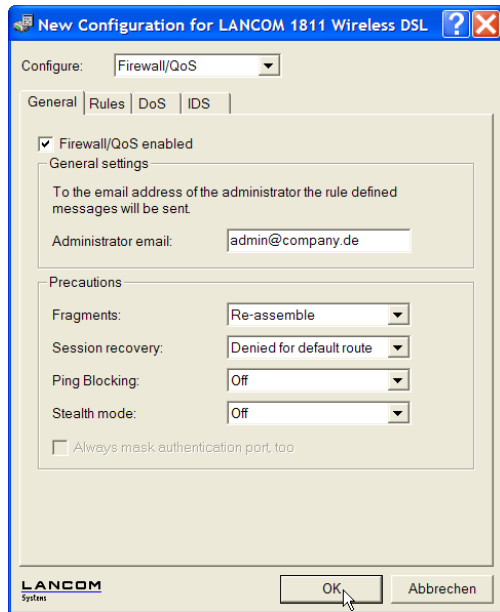 New Configuration for LANCOM 1811 Wireless DSL
Configure: Firewall/QoS
General Rules DoS IDS
Firewall/QoS enabled
General settings
To the email address of the administrator the rule defined
messages will be sent.
Administrator email: admin@company.de
Precautions
Fragments: Re-assemble
Session recovery: Denied for default route
Ping Blocking: Off
Stealth mode: Off
Always mask authentication port, too
LANCOM
Systems
OK Abbrechen